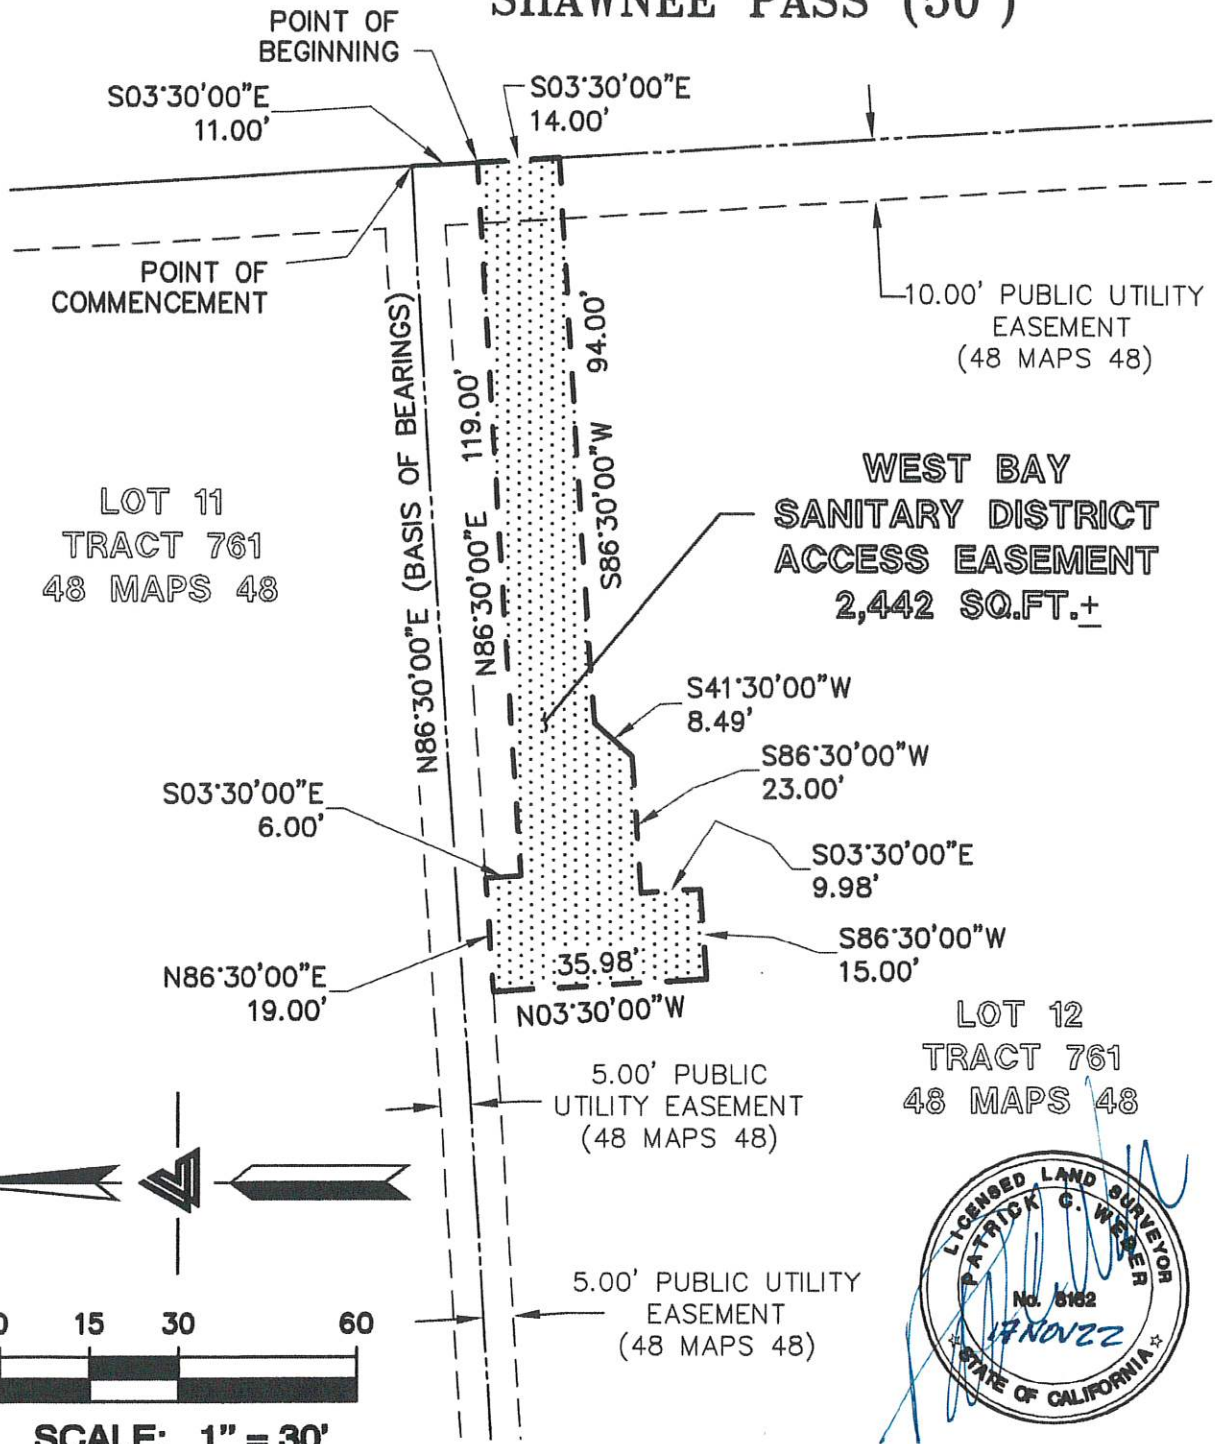 SHAWNEE PASS (50')
POINT OF
BEGINNING
S03°30'00"E
11.00'
S03°30'00"E
14.00'
POINT OF
COMMENCEMENT
10.00' PUBLIC UTILITY
EASEMENT
(48 MAPS 48)
N86°30'00"E (BASIS OF BEARINGS)
N86°30'00"E 119.00'
S86°30'00"W 94.00'
LOT 11
TRACT 761
48 MAPS 48
WEST BAY
SANITARY DISTRICT
ACCESS EASEMENT
2,442 SQ.FT.±
S41°30'00"W
8.49'
S86°30'00"W
23.00'
S03°30'00"E
6.00'
S03°30'00"E
9.98'
S86°30'00"W
15.00'
N86°30'00"E
19.00'
35.98'
N03°30'00"W
LOT 12
TRACT 761
48 MAPS 48
5.00' PUBLIC
UTILITY EASEMENT
(48 MAPS 48)
5.00' PUBLIC UTILITY
EASEMENT
(48 MAPS 48)
LICENSED LAND SURVEYOR
PATRICK C. WEBER
No. 8162
17NOV22
STATE OF CALIFORNIA
0 15 30 60
SCALE: 1" = 30'